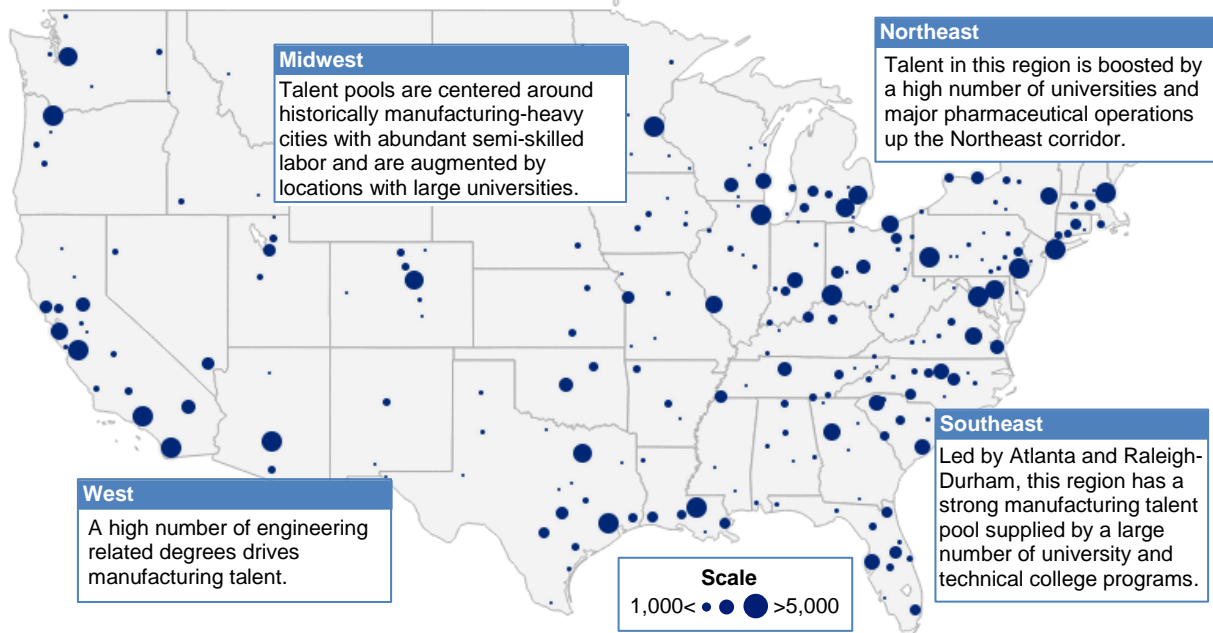 Midwest
Talent pools are centered around
historically manufacturing-heavy
cities with abundant semi-skilled
labor and are augmented by
locations with large universities.
Northeast
Talent in this region is boosted by
a high number of universities and
major pharmaceutical operations
up the Northeast corridor.
West
A high number of engineering
related degrees drives
manufacturing talent.
Southeast
Led by Atlanta and Raleigh-
Durham, this region has a
strong manufacturing talent
pool supplied by a large
number of university and
technical college programs.
Scale
1,000< >5,000